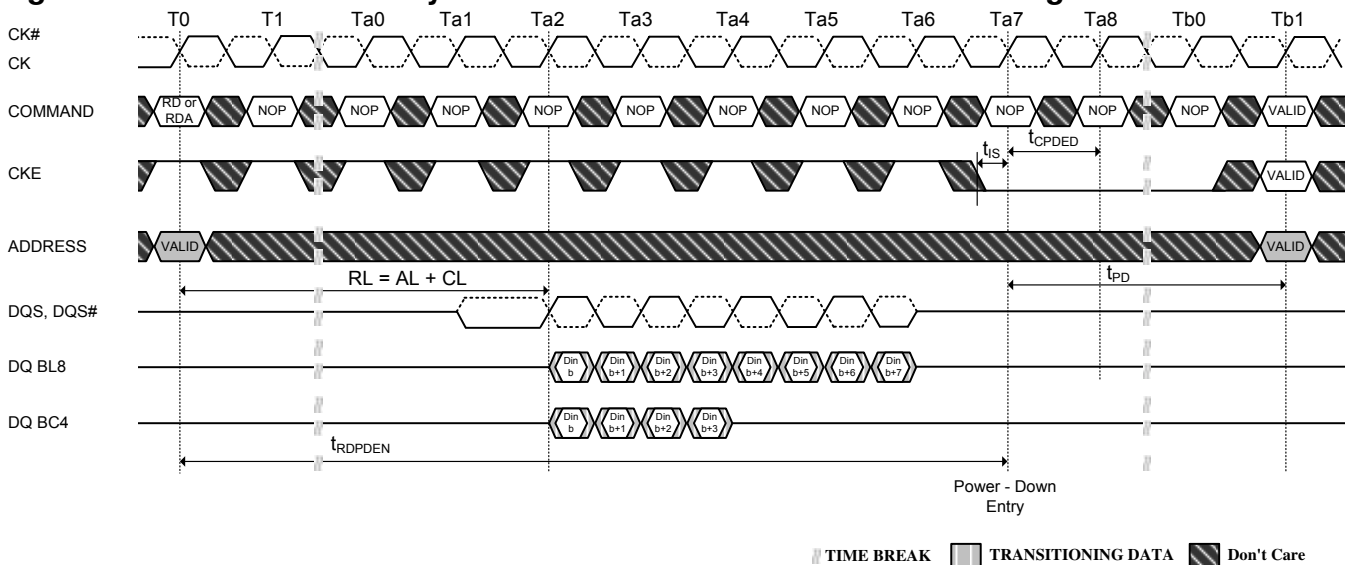 T0 T1 Ta0 Ta1 Ta2 Ta3 Ta4 Ta5 Ta6 Ta7 Ta8 Tb0 Tb1
CK#
CK
COMMAND
RD or RDA NOP NOP NOP NOP NOP NOP NOP NOP NOP NOP NOP VALID
tIS tCPDED
CKE
VALID
ADDRESS
VALID VALID
RL = AL + CL
tPD
DQS, DQS#
DQ BL8
Din b Din b+1 Din b+2 Din b+3 Din b+4 Din b+5 Din b+6 Din b+7
DQ BC4
Din b Din b+1 Din b+2 Din b+3
tRDPDEN
Power - Down
Entry
TIME BREAK TRANSITIONING DATA Don't Care